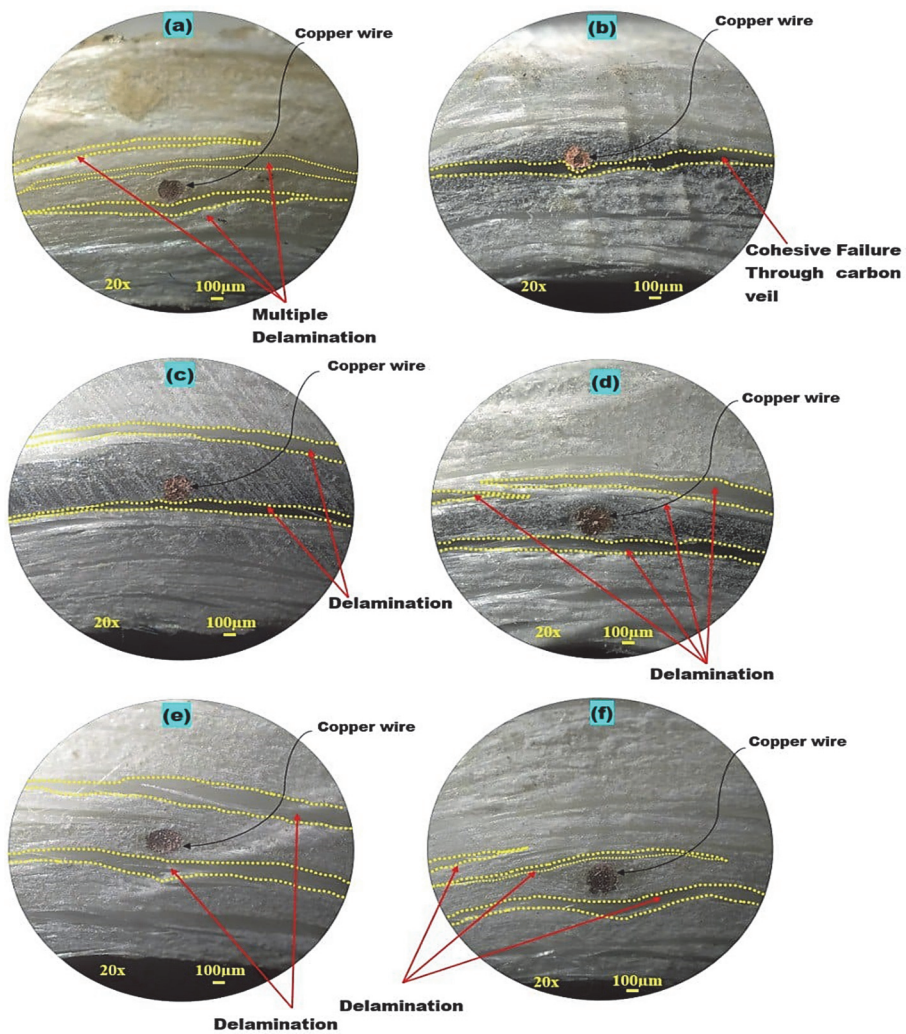 (a)
Copper wire
20x
100µm
Multiple
Delamination
(b)
Copper wire
20x
100µm
Cohesive Failure
Through carbon
veil
(c)
Copper wire
20x
100µm
Delamination
(d)
Copper wire
20x
100µm
Delamination
(e)
Copper wire
20x
100µm
Delamination
(f)
Copper wire
20x
100µm
Delamination